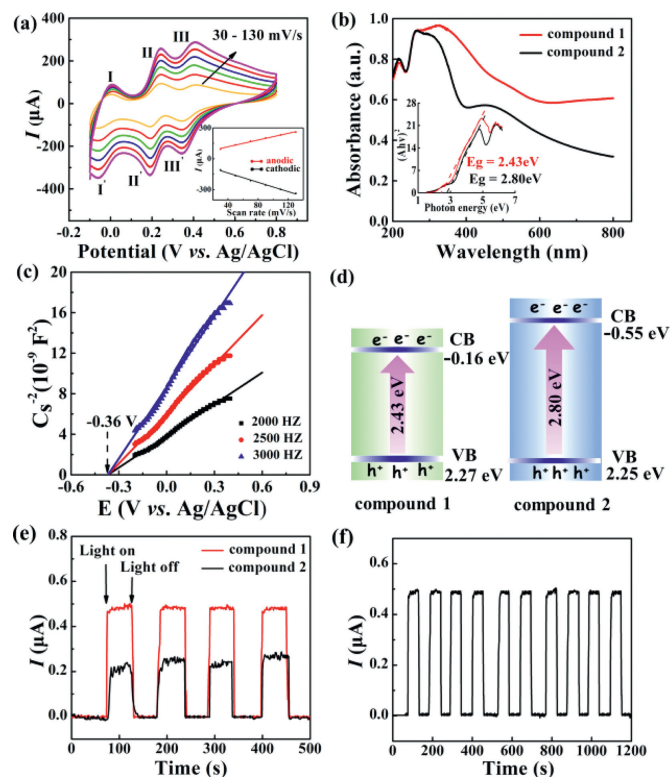 (a)
400
200
0
-200
-400
I (μA)
I
II
III
30 - 130 mV/s
I'
II'
III'
300
0
-300
I (μA)
anodic
cathodic
40
80
120
Scan rate (mV/s)
-0.2
0.0
0.2
0.4
0.6
0.8
1.0
Potential (V vs. Ag/AgCl)
(b)
1.0
0.8
0.6
0.4
0.2
0.0
Absorbance (a.u.)
compound 1
compound 2
28
21
14
7
0
(Ahv)²
Eg = 2.43eV
Eg = 2.80eV
1
3
5
7
Photon energy (eV)
200
400
600
800
Wavelength (nm)
(c)
20
16
12
8
4
0
Cs⁻²(10⁻⁹ F²)
-0.36 V
2000 HZ
2500 HZ
3000 HZ
-0.6
-0.3
0.0
0.3
0.6
0.9
E (V vs. Ag/AgCl)
(d)
e⁻ e⁻ e⁻
CB
-0.16 eV
2.43 eV
VB
h⁺ h⁺ h⁺
2.27 eV
compound 1
e⁻ e⁻ e⁻
CB
-0.55 eV
2.80 eV
VB
h⁺ h⁺ h⁺
2.25 eV
compound 2
(e)
0.8
0.6
0.4
0.2
0.0
I (μA)
Light on
Light off
compound 1
compound 2
0
100
200
300
400
500
Time (s)
(f)
0.6
0.4
0.2
0.0
I (μA)
0
200
400
600
800
1000
1200
Time (s)